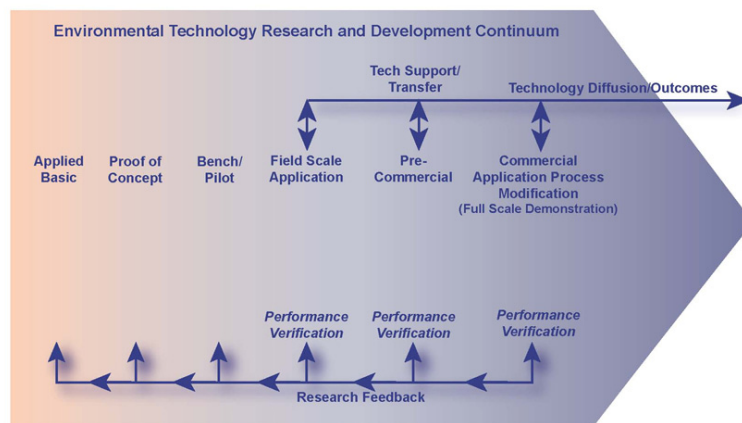 Environmental Technology Research and Development Continuum
Tech Support/
Transfer
Technology Diffusion/Outcomes
Applied
Basic
Proof of
Concept
Bench/
Pilot
Field Scale
Application
Pre-
Commercial
Commercial
Application Process
Modification
(Full Scale Demonstration)
Performance
Verification
Performance
Verification
Performance
Verification
Research Feedback